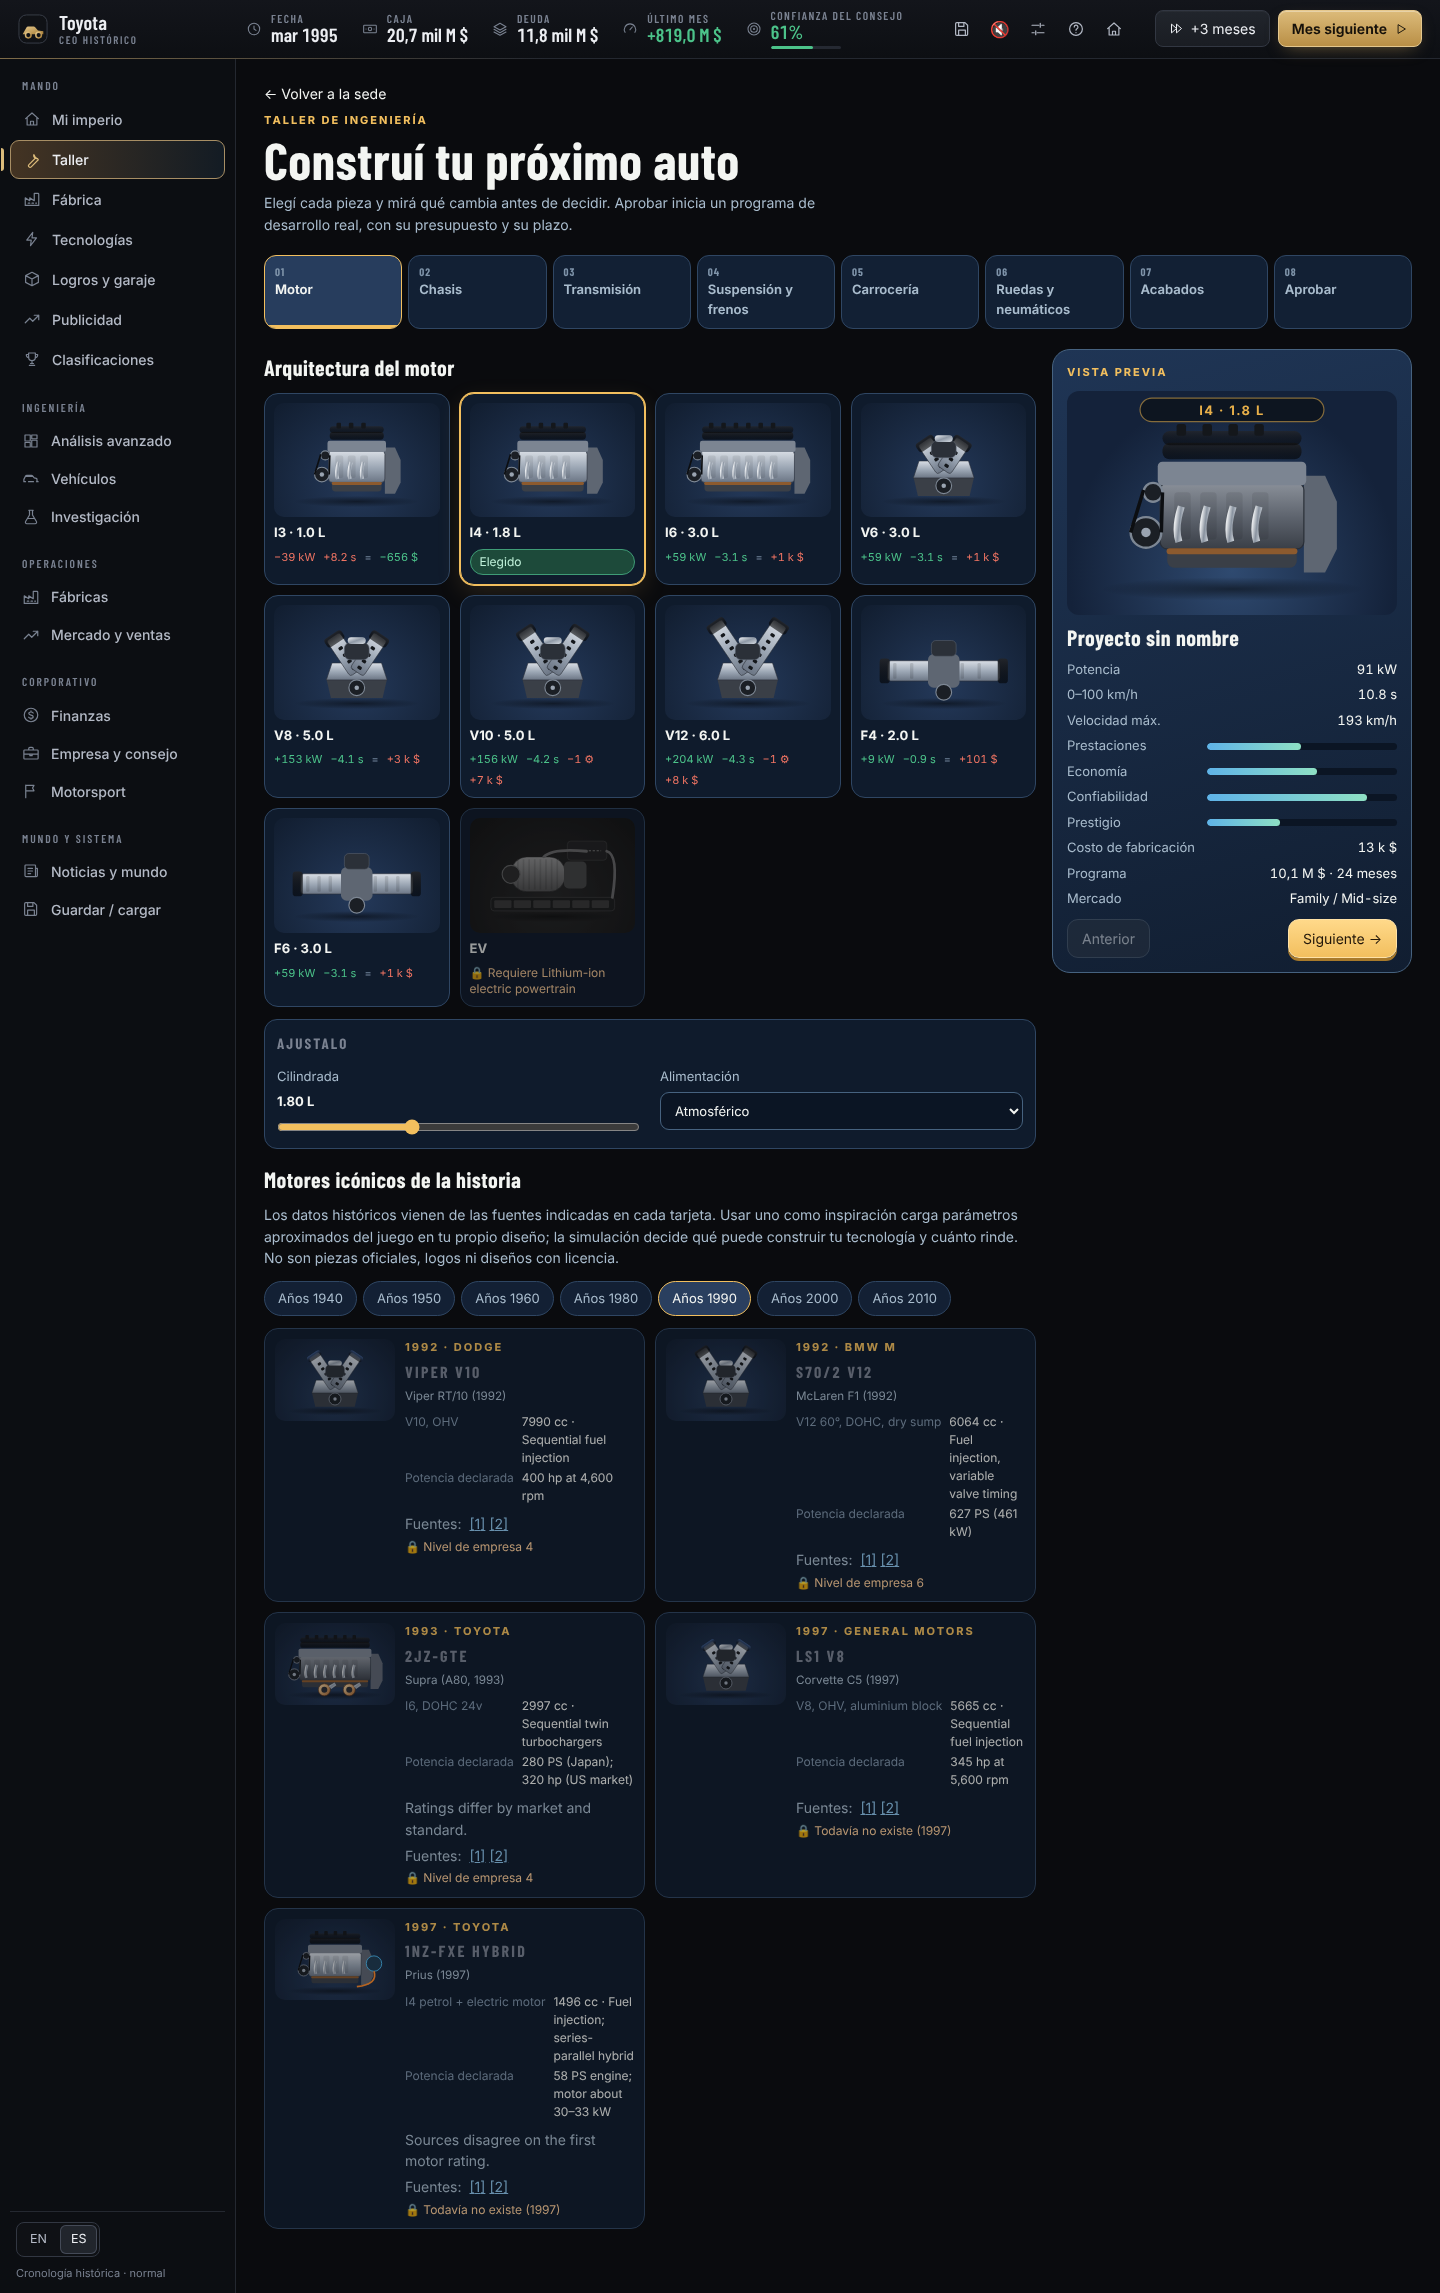 Toyota
CEO HISTÓRICO
FECHA
mar 1995
CAJA
20,7 mil M $
DEUDA
11,8 mil M $
ÚLTIMO MES
+819,0 M $
CONFIANZA DEL CONSEJO
61%
+3 meses
Mes siguiente
MANDO
Mi imperio
Taller
Fábrica
Tecnologías
Logros y garaje
Publicidad
Clasificaciones
INGENIERÍA
Análisis avanzado
Vehículos
Investigación
OPERACIONES
Fábricas
Mercado y ventas
CORPORATIVO
Finanzas
Empresa y consejo
Motorsport
MUNDO Y SISTEMA
Noticias y mundo
Guardar / cargar
EN
ES
Cronología histórica · normal
← Volver a la sede
TALLER DE INGENIERÍA
Construí tu próximo auto
Elegí cada pieza y mirá qué cambia antes de decidir. Aprobar inicia un programa de
desarrollo real, con su presupuesto y su plazo.
01
Motor
02
Chasis
03
Transmisión
04
Suspensión y
frenos
05
Carrocería
06
Ruedas y
neumáticos
07
Acabados
08
Aprobar
Arquitectura del motor
I3 · 1.0 L
−39 kW +8.2 s = −656 $
I4 · 1.8 L
Elegido
I6 · 3.0 L
+59 kW −3.1 s = +1 k $
V6 · 3.0 L
+59 kW −3.1 s = +1 k $
V8 · 5.0 L
+153 kW −4.1 s = +3 k $
V10 · 5.0 L
+156 kW −4.2 s −1 ⚙
+7 k $
V12 · 6.0 L
+204 kW −4.3 s −1 ⚙
+8 k $
F4 · 2.0 L
+9 kW −0.9 s = +101 $
F6 · 3.0 L
+59 kW −3.1 s = +1 k $
EV
🔒 Requiere Lithium-ion
electric powertrain
VISTA PREVIA
I4 · 1.8 L
Proyecto sin nombre
Potencia 91 kW
0–100 km/h 10.8 s
Velocidad máx. 193 km/h
Prestaciones
Economía
Confiabilidad
Prestigio
Costo de fabricación 13 k $
Programa 10,1 M $ · 24 meses
Mercado Family / Mid-size
Anterior
Siguiente →
AJUSTALO
Cilindrada
1.80 L
Alimentación
Atmosférico
Motores icónicos de la historia
Los datos históricos vienen de las fuentes indicadas en cada tarjeta. Usar uno como inspiración carga parámetros
aproximados del juego en tu propio diseño; la simulación decide qué puede construir tu tecnología y cuánto rinde.
No son piezas oficiales, logos ni diseños con licencia.
Años 1940
Años 1950
Años 1960
Años 1980
Años 1990
Años 2000
Años 2010
1992 · DODGE
VIPER V10
Viper RT/10 (1992)
V10, OHV 7990 cc ·
Sequential fuel
injection
Potencia declarada 400 hp at 4,600
rpm
Fuentes: [1] [2]
🔒 Nivel de empresa 4
1992 · BMW M
S70/2 V12
McLaren F1 (1992)
V12 60°, DOHC, dry sump 6064 cc ·
Fuel
injection,
variable
valve timing
Potencia declarada 627 PS (461
kW)
Fuentes: [1] [2]
🔒 Nivel de empresa 6
1993 · TOYOTA
2JZ-GTE
Supra (A80, 1993)
I6, DOHC 24v 2997 cc ·
Sequential twin
turbochargers
Potencia declarada 280 PS (Japan);
320 hp (US market)
Ratings differ by market and
standard.
Fuentes: [1] [2]
🔒 Nivel de empresa 4
1997 · GENERAL MOTORS
LS1 V8
Corvette C5 (1997)
V8, OHV, aluminium block 5665 cc ·
Sequential
fuel injection
Potencia declarada 345 hp at
5,600 rpm
Fuentes: [1] [2]
🔒 Todavía no existe (1997)
1997 · TOYOTA
1NZ-FXE HYBRID
Prius (1997)
I4 petrol + electric motor 1496 cc · Fuel
injection;
series-
parallel hybrid
Potencia declarada 58 PS engine;
motor about
30–33 kW
Sources disagree on the first
motor rating.
Fuentes: [1] [2]
🔒 Todavía no existe (1997)